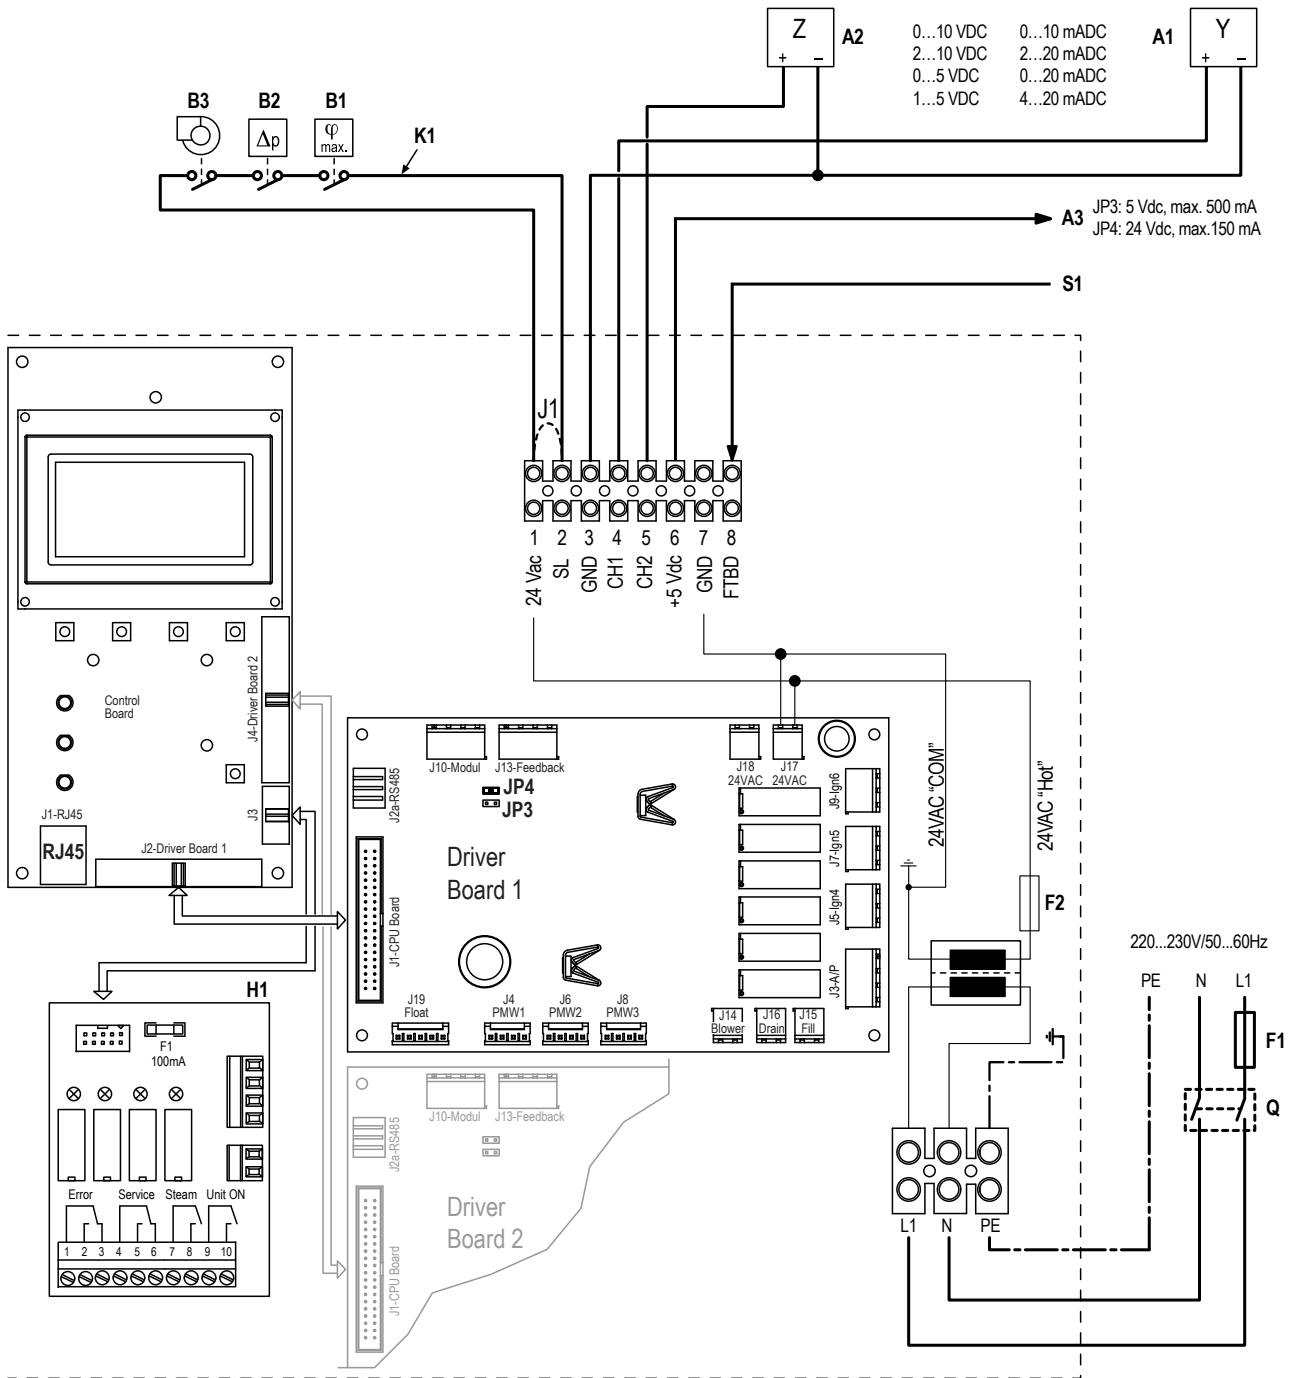 Z
+ −
A2
0...10 VDC 0...10 mADC
2...10 VDC 2...20 mADC
0...5 VDC 0...20 mADC
1...5 VDC 4...20 mADC
A1
Y
+ −
B3 B2 B1
Δp
φ
max.
K1
A3
JP3: 5 Vdc, max. 500 mA
JP4: 24 Vdc, max.150 mA
S1
J1
1 2 3 4 5 6 7 8
24 Vac
SL
GND
CH1
CH2
+5 Vdc
GND
FTBD
Control
Board
J4-Driver Board 2
J3
J1-RJ45
RJ45
J2-Driver Board 1
J10-Modul
J13-Feedback
J2a-RS485
JP4
JP3
J18
24VAC
J17
24VAC
J9-Ign6
J7-Ign5
J5-Ign4
J3-A/P
Driver
Board 1
J1-CPU Board
J19
Float
J4
PMW1
J6
PMW2
J8
PMW3
J14
Blower
J16
Drain
J15
Fill
24VAC "COM"
24VAC "Hot"
F2
220...230V/50...60Hz
PE N L1
F1
Q
L1 N PE
H1
F1
100mA
Error Service Steam Unit ON
1 2 3 4 5 6 7 8 9 10
J10-Modul
J13-Feedback
J2a-RS485
Driver
Board 2
J1-CPU Board